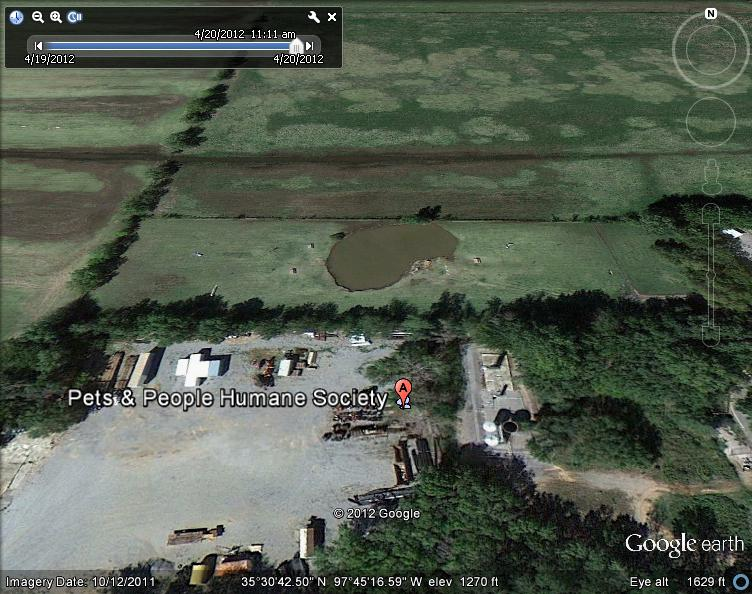 4/20/2012 11:11 am
4/19/2012 4/20/2012
N
A
Pets & People Humane Society
© 2012 Google
Google earth
Imagery Date: 10/12/2011 35°30'42.50" N 97°45'16.59" W elev 1270 ft Eye alt 1629 ft